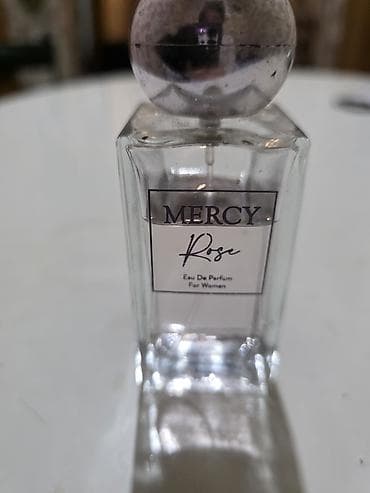 MERCY
Rose
Eau De Parfum
For Women